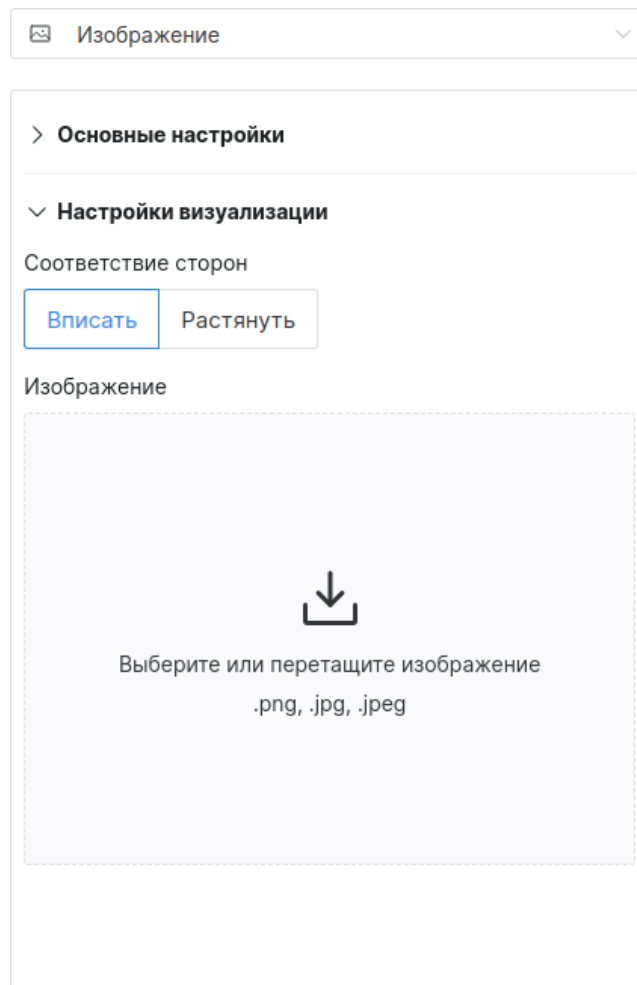 Изображение
Основные настройки
Настройки визуализации
Соответствие сторон
Вписать Растянуть
Изображение
Выберите или перетащите изображение
.png, .jpg, .jpeg